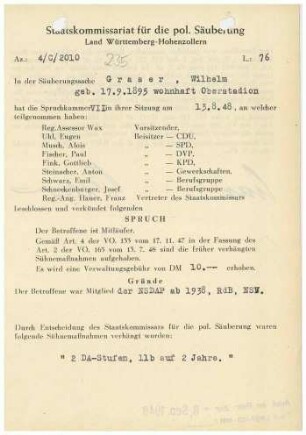 Staatskommissariat für die pol. Säuberung
Land Württemberg-Hohenzollern
Az.: 4/C/2010 235 L.: 76
In der Säuberungssache Graser , Wilhelm
geb. 17.9.1893 wohnhaft Oberstadion
hat die Spruchkammer VII in ihrer Sitzung am 13.8.48, an welcher
teilgenommen haben:
Reg.Assessor Wax Vorsitzender,
Uhl, Eugen Beisitzer — CDU,
Musch, Alois „ — SPD,
Fischer, Paul „ — DVP,
Fink, Gottlieb „ — KPD,
Steinacher, Anton „ — Gewerkschaften,
Schwarz, Emil „ — Berufsgruppe
Schneckenburger, Josef „ — Berufsgruppe
Reg.-Ang. Hauer, Franz Vertreter des Staatskommissars
beschlossen und verkündet folgenden
SPRUCH
Der Betroffene ist Mitläufer.
Gemäß Art. 4 der VO. 133 vom 17. 11. 47 in der Fassung des
Art. 2 der VO. 165 vom 13. 7. 48 sind die früher verhängten
Sühnemaßnahmen aufgehoben.
Es wird eine Verwaltungsgebühr von DM 10.-- erhoben.
Gründe
Der Betroffene war Mitglied der NSDAP ab 1938, RdB, NSV.
Durch Entscheidung des Staatskommissars für die pol. Säuberung waren
folgende Sühnemaßnahmen verhängt worden:
" 2 DA-Stufen, 11b auf 2 Jahre. "